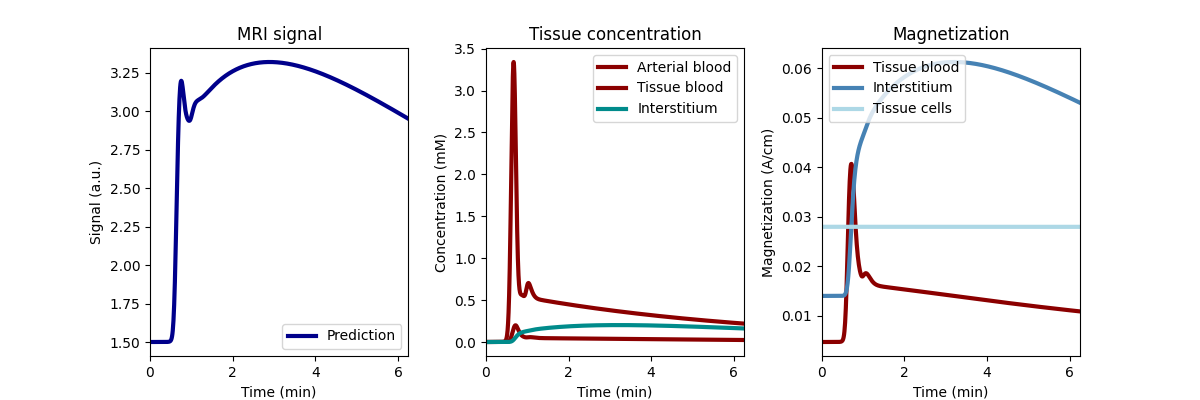 MRI signal
Signal (a.u.)
3.25
3.00
2.75
2.50
2.25
2.00
1.75
1.50
Prediction
0
2
4
6
Time (min)
Tissue concentration
Concentration (mM)
3.5
3.0
2.5
2.0
1.5
1.0
0.5
0.0
Arterial blood
Tissue blood
Interstitium
0
2
4
6
Time (min)
Magnetization
Magnetization (A/cm)
0.06
0.05
0.04
0.03
0.02
0.01
Tissue blood
Interstitium
Tissue cells
0
2
4
6
Time (min)